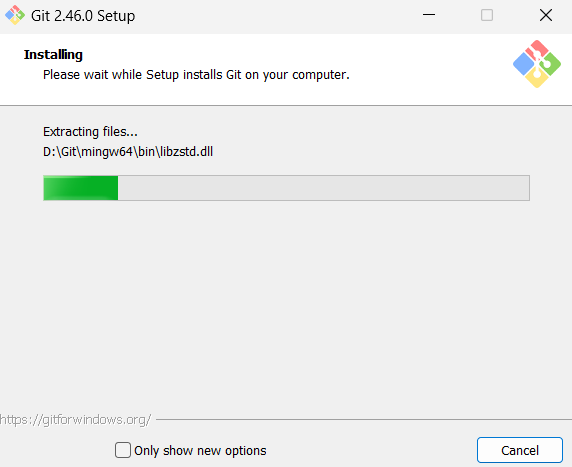 Git 2.46.0 Setup
Installing
Please wait while Setup installs Git on your computer.
Extracting files...
D:\Git\mingw64\bin\libzstd.dll
https://gitforwindows.org/
Only show new options
Cancel